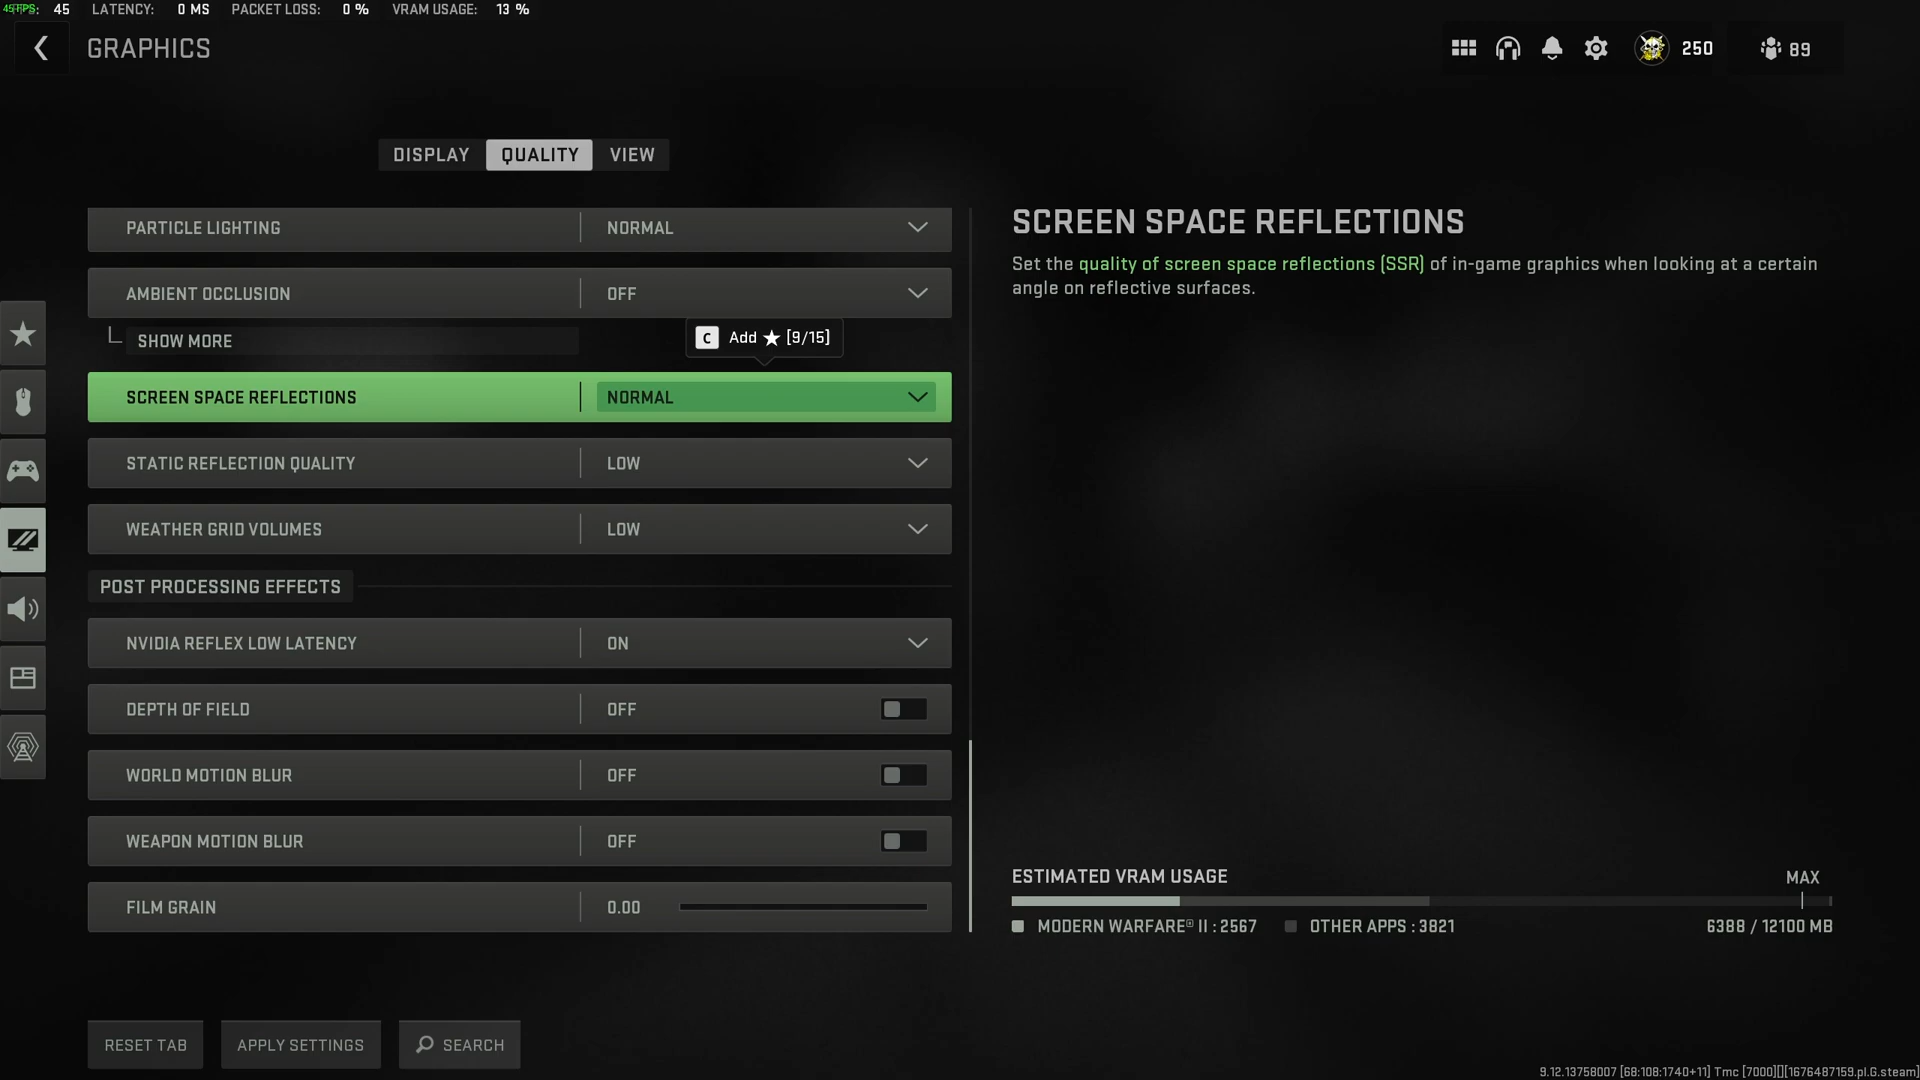 45 LATENCY: 0 MS PACKET LOSS: 0 % VRAM USAGE: 13 %
GRAPHICS
250
89
DISPLAY QUALITY VIEW
PARTICLE LIGHTING NORMAL
AMBIENT OCCLUSION OFF
SHOW MORE
C Add ★ [9/15]
SCREEN SPACE REFLECTIONS NORMAL
STATIC REFLECTION QUALITY LOW
WEATHER GRID VOLUMES LOW
POST PROCESSING EFFECTS
NVIDIA REFLEX LOW LATENCY ON
DEPTH OF FIELD OFF
WORLD MOTION BLUR OFF
WEAPON MOTION BLUR OFF
FILM GRAIN 0.00
SCREEN SPACE REFLECTIONS
Set the quality of screen space reflections (SSR) of in-game graphics when looking at a certain
angle on reflective surfaces.
ESTIMATED VRAM USAGE MAX
MODERN WARFARE® II : 2567 OTHER APPS : 3821 6388 / 12100 MB
RESET TAB APPLY SETTINGS SEARCH
9.12.13758007 [68:108:1740+11] Tmc [7000][][1676487159.pl.G.steam]